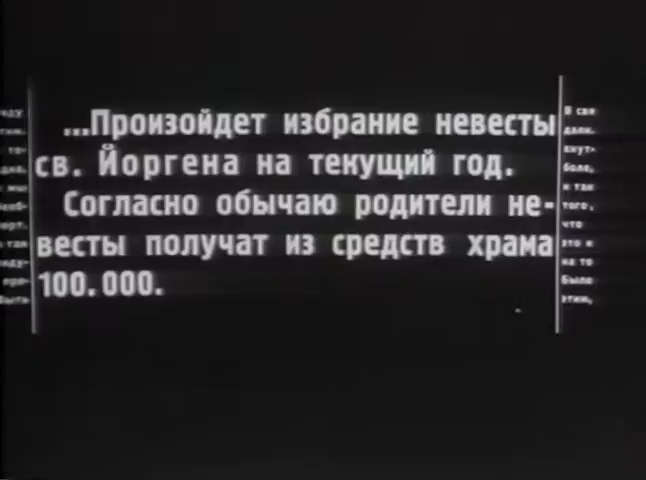 ...Произойдет избрание невесты
св. Йоргена на текущий год.
Согласно обычаю родители не-
весты получат из средств храма
100.000.